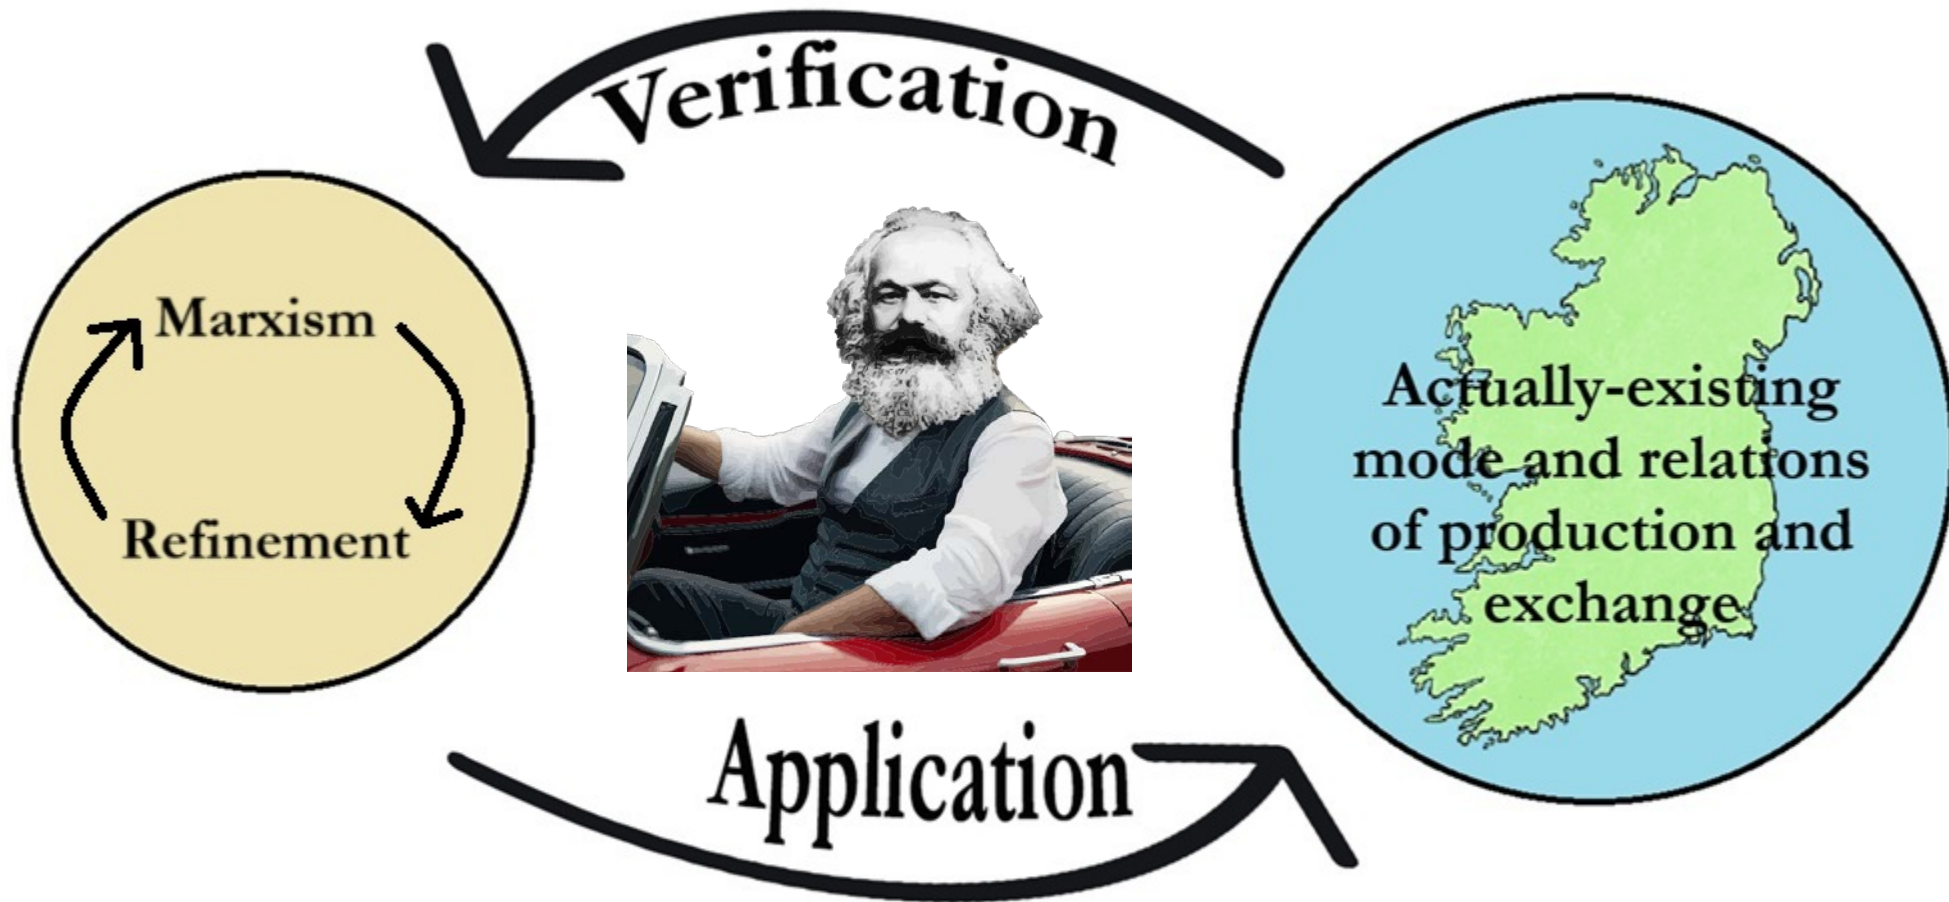 Verification
Marxism
Refinement
Actually-existing
mode and relations
of production and
exchange
Application